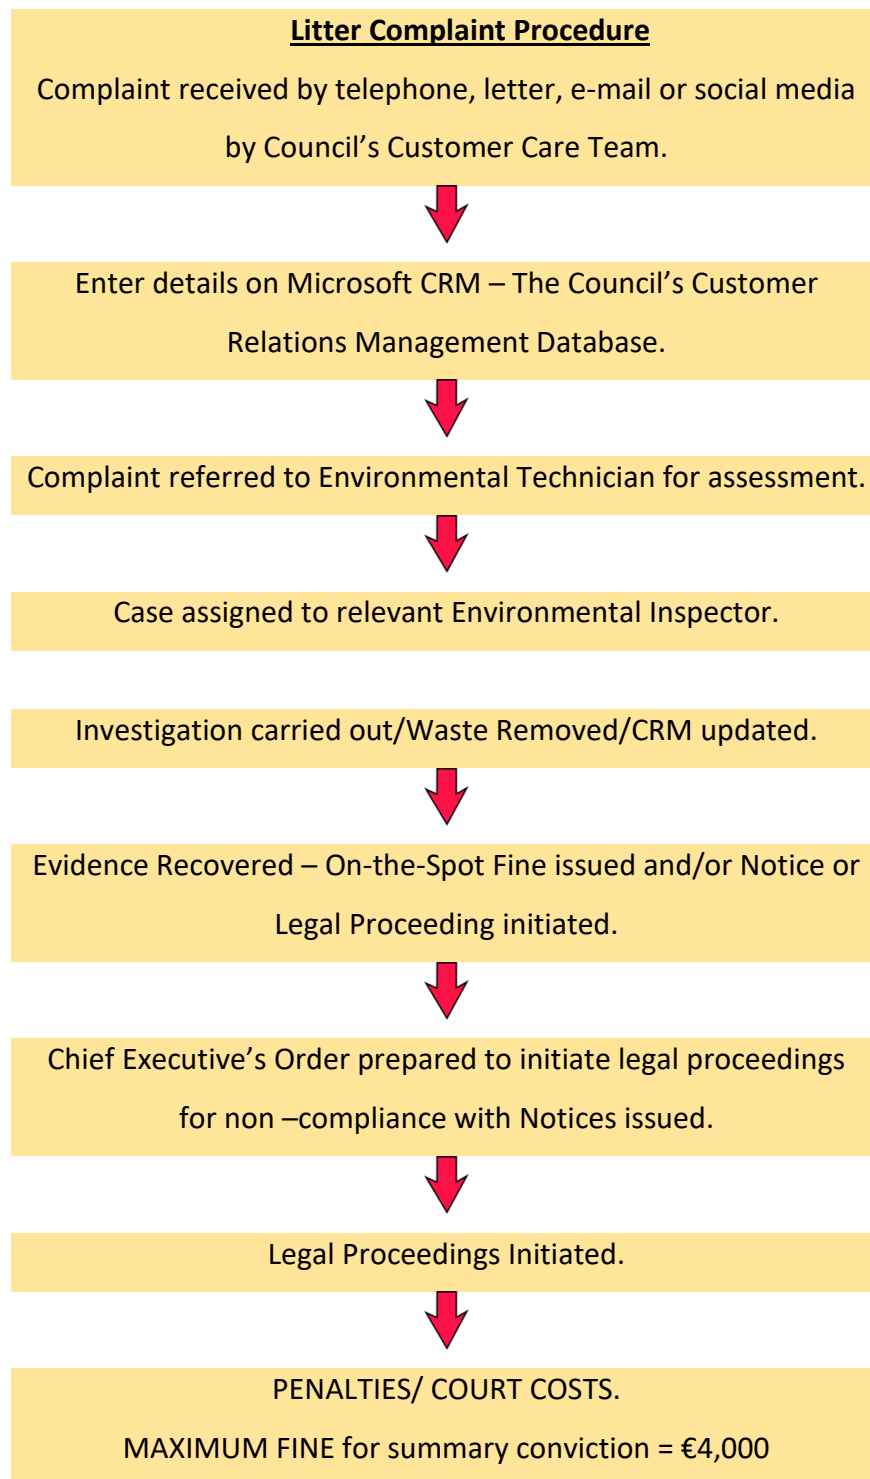 Litter Complaint Procedure
Complaint received by telephone, letter, e-mail or social media
by Council’s Customer Care Team.
Enter details on Microsoft CRM – The Council’s Customer
Relations Management Database.
Complaint referred to Environmental Technician for assessment.
Case assigned to relevant Environmental Inspector.
Investigation carried out/Waste Removed/CRM updated.
Evidence Recovered – On-the-Spot Fine issued and/or Notice or
Legal Proceeding initiated.
Chief Executive’s Order prepared to initiate legal proceedings
for non –compliance with Notices issued.
Legal Proceedings Initiated.
PENALTIES/ COURT COSTS.
MAXIMUM FINE for summary conviction = €4,000